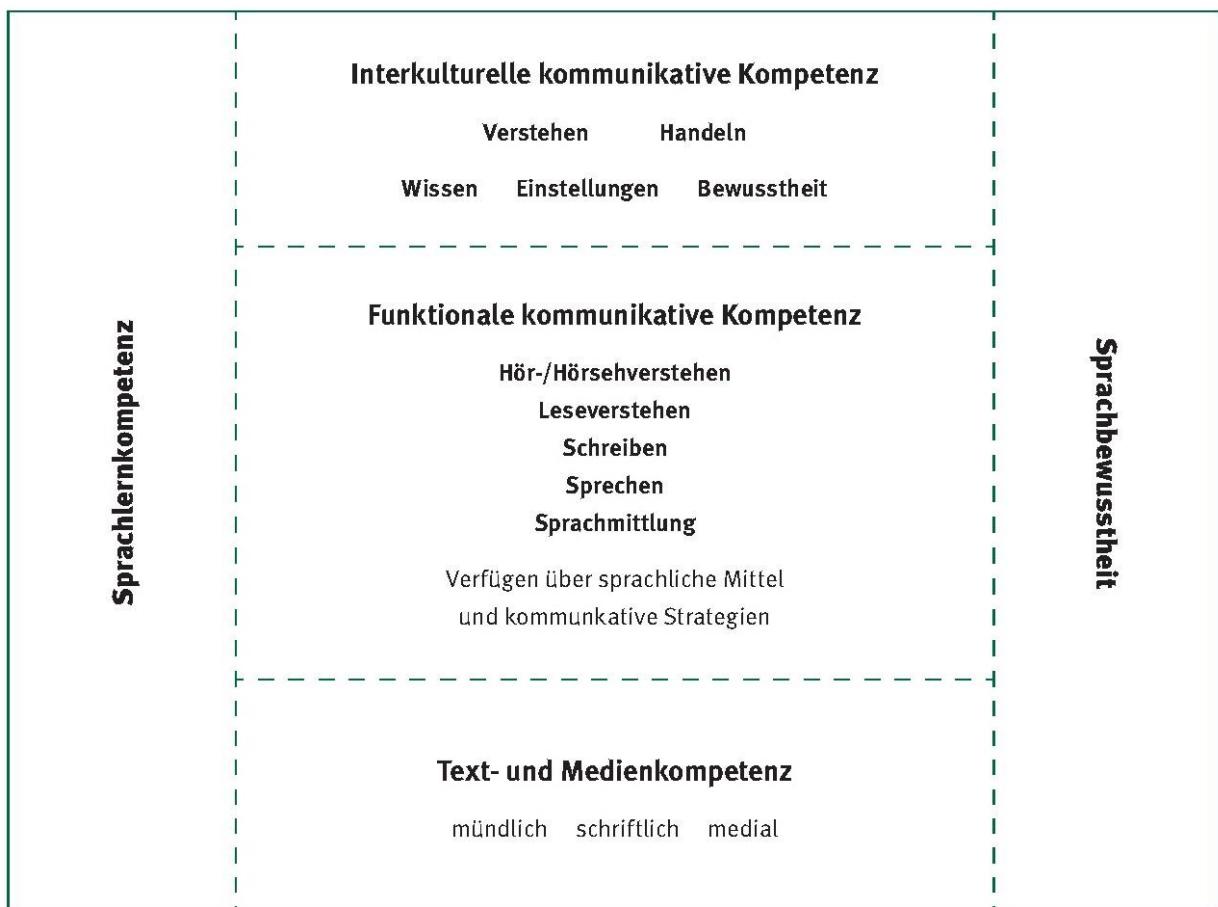 Interkulturelle kommunikative Kompetenz
Verstehen Handeln
Wissen Einstellungen Bewusstheit
Sprachlernkompetenz
Funktionale kommunikative Kompetenz
Hör-/Hörsehverstehen
Leseverstehen
Schreiben
Sprechen
Sprachmittlung
Verfügen über sprachliche Mittel
und kommunkative Strategien
Sprachbewusstheit
Text- und Medienkompetenz
mündlich schriftlich medial